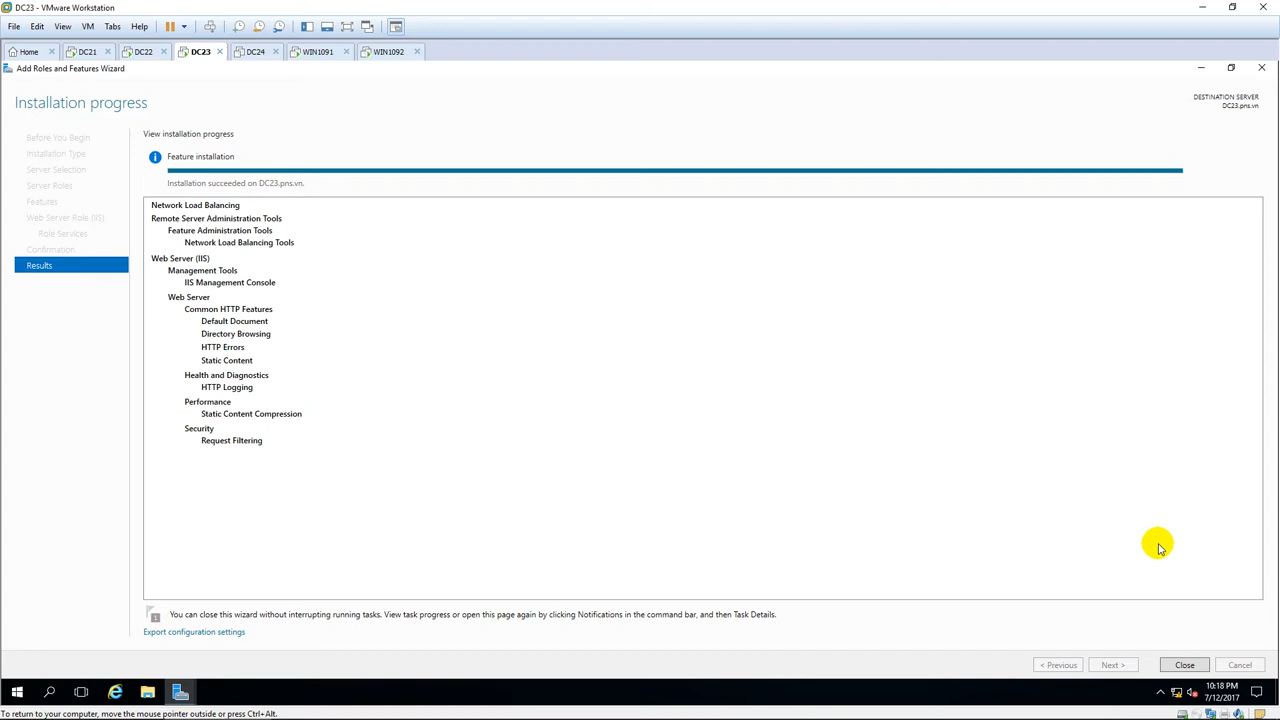 DC23 - VMware Workstation
File Edit View VM Tabs Help
Home DC21 DC22 DC23 DC24 WIN1091 WIN1092
Add Roles and Features Wizard
Installation progress
DESTINATION SERVER
DC23.pns.vn
Before You Begin
Installation Type
Server Selection
Server Roles
Features
Web Server Role (IIS)
Role Services
Confirmation
Results
View installation progress
Feature installation
Installation succeeded on DC23.pns.vn.
Network Load Balancing
Remote Server Administration Tools
Feature Administration Tools
Network Load Balancing Tools
Web Server (IIS)
Management Tools
IIS Management Console
Web Server
Common HTTP Features
Default Document
Directory Browsing
HTTP Errors
Static Content
Health and Diagnostics
HTTP Logging
Performance
Static Content Compression
Security
Request Filtering
1 You can close this wizard without interrupting running tasks. View task progress or open this page again by clicking Notifications in the command bar, and then Task Details.
Export configuration settings
< Previous Next > Close Cancel
10:18 PM
7/12/2017
To return to your computer, move the mouse pointer outside or press Ctrl+Alt.